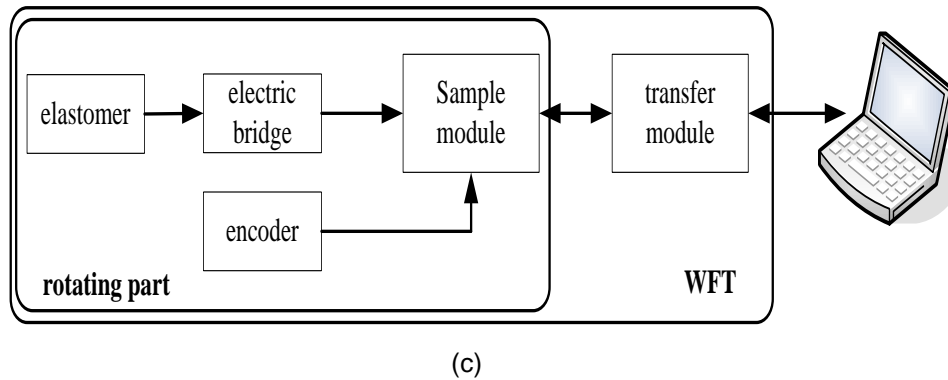 elastomer
electric
bridge
Sample
module
transfer
module
encoder
rotating part
WFT
(c)